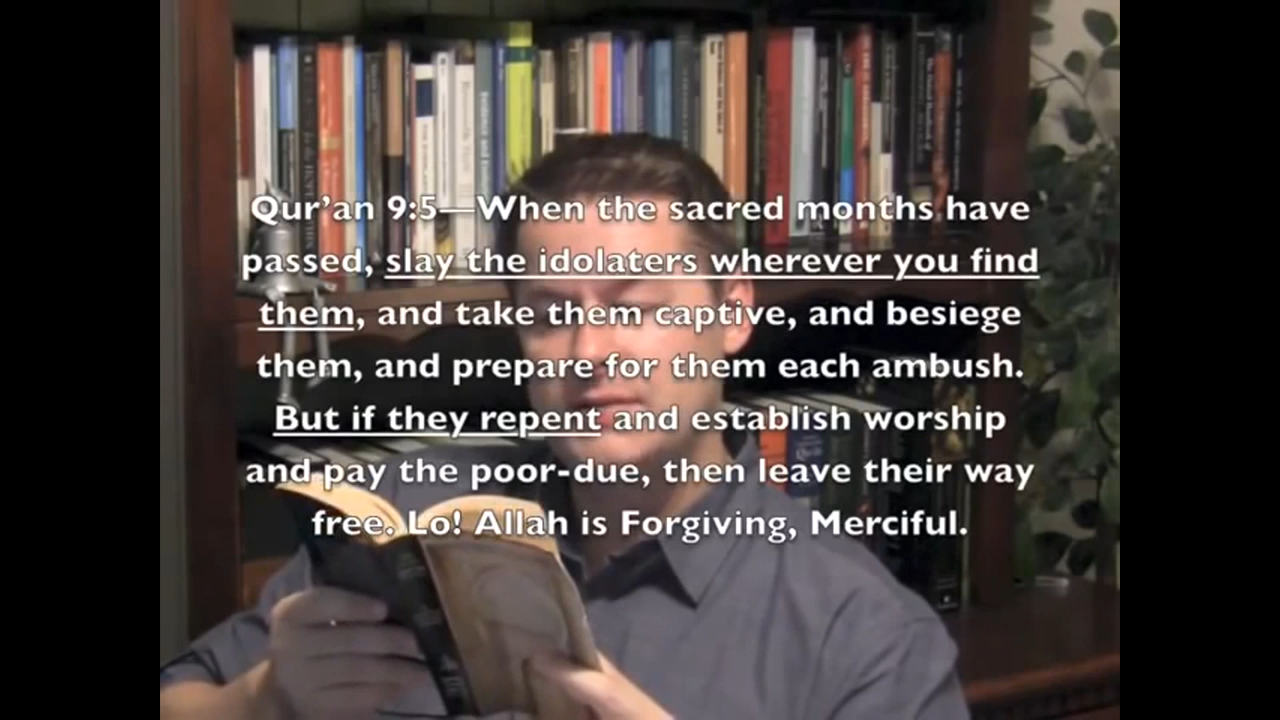 Qur’an 9:5—When the sacred months have
passed, slay the idolaters wherever you find
them, and take them captive, and besiege
them, and prepare for them each ambush.
But if they repent and establish worship
and pay the poor-due, then leave their way
free. Lo! Allah is Forgiving, Merciful.